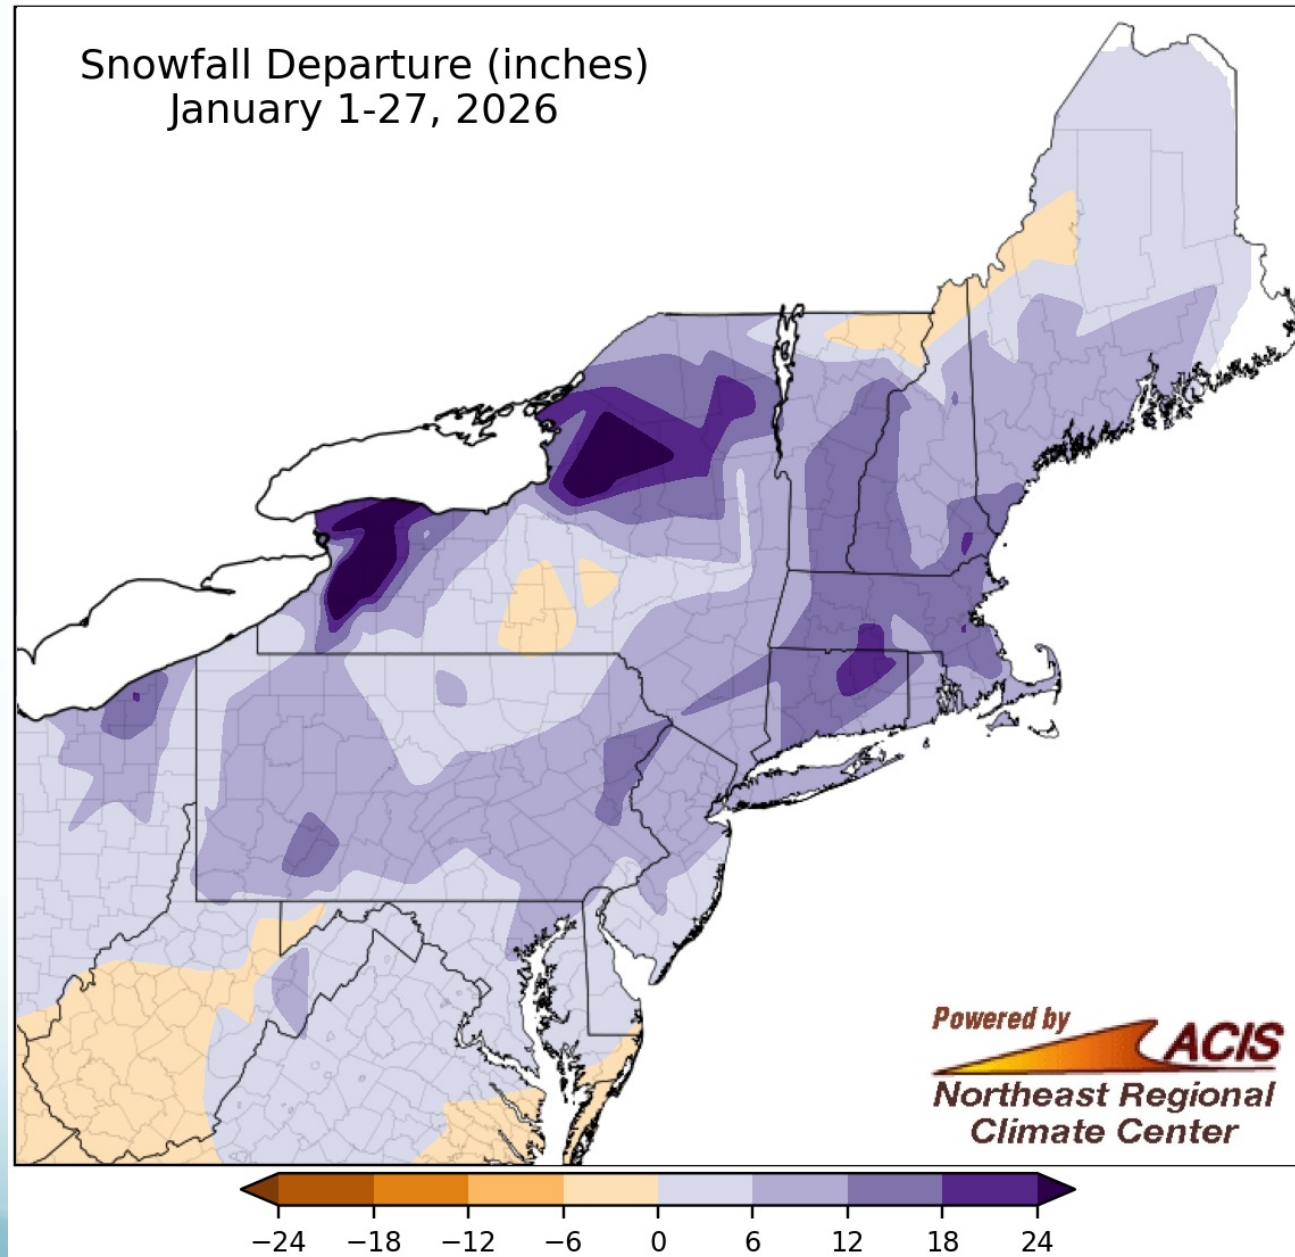 Snowfall Departure (inches)
January 1-27, 2026
Powered by
ACIS
Northeast Regional
Climate Center
−24 −18 −12 −6 0 6 12 18 24